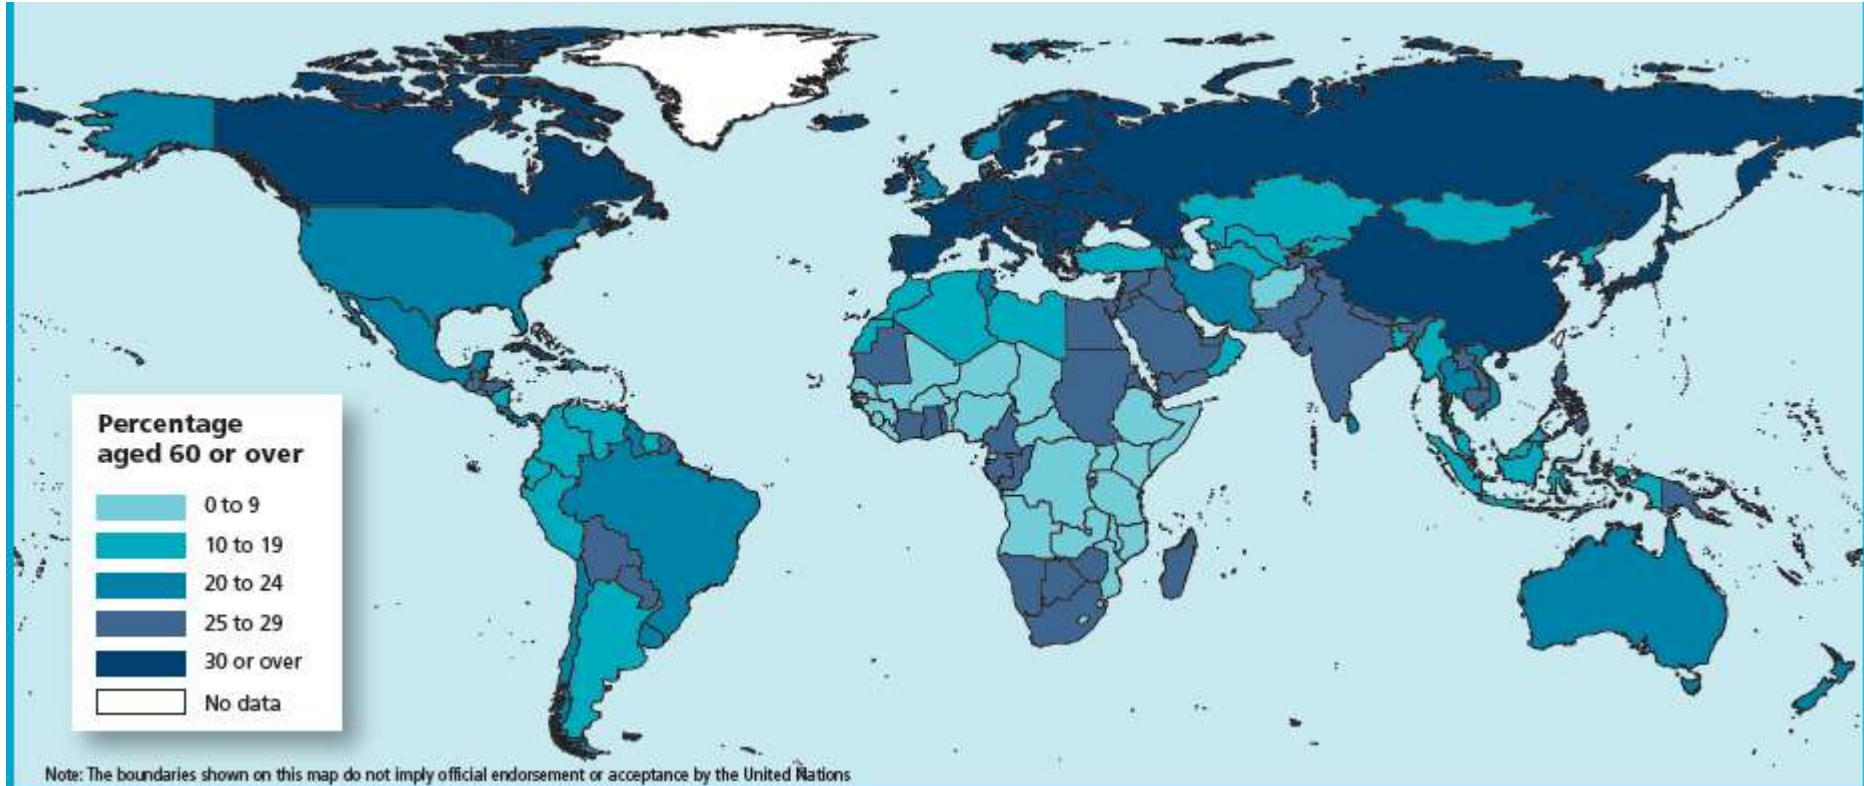 Percentage
aged 60 or over
0 to 9
10 to 19
20 to 24
25 to 29
30 or over
No data
Note: The boundaries shown on this map do not imply official endorsement or acceptance by the United Nations